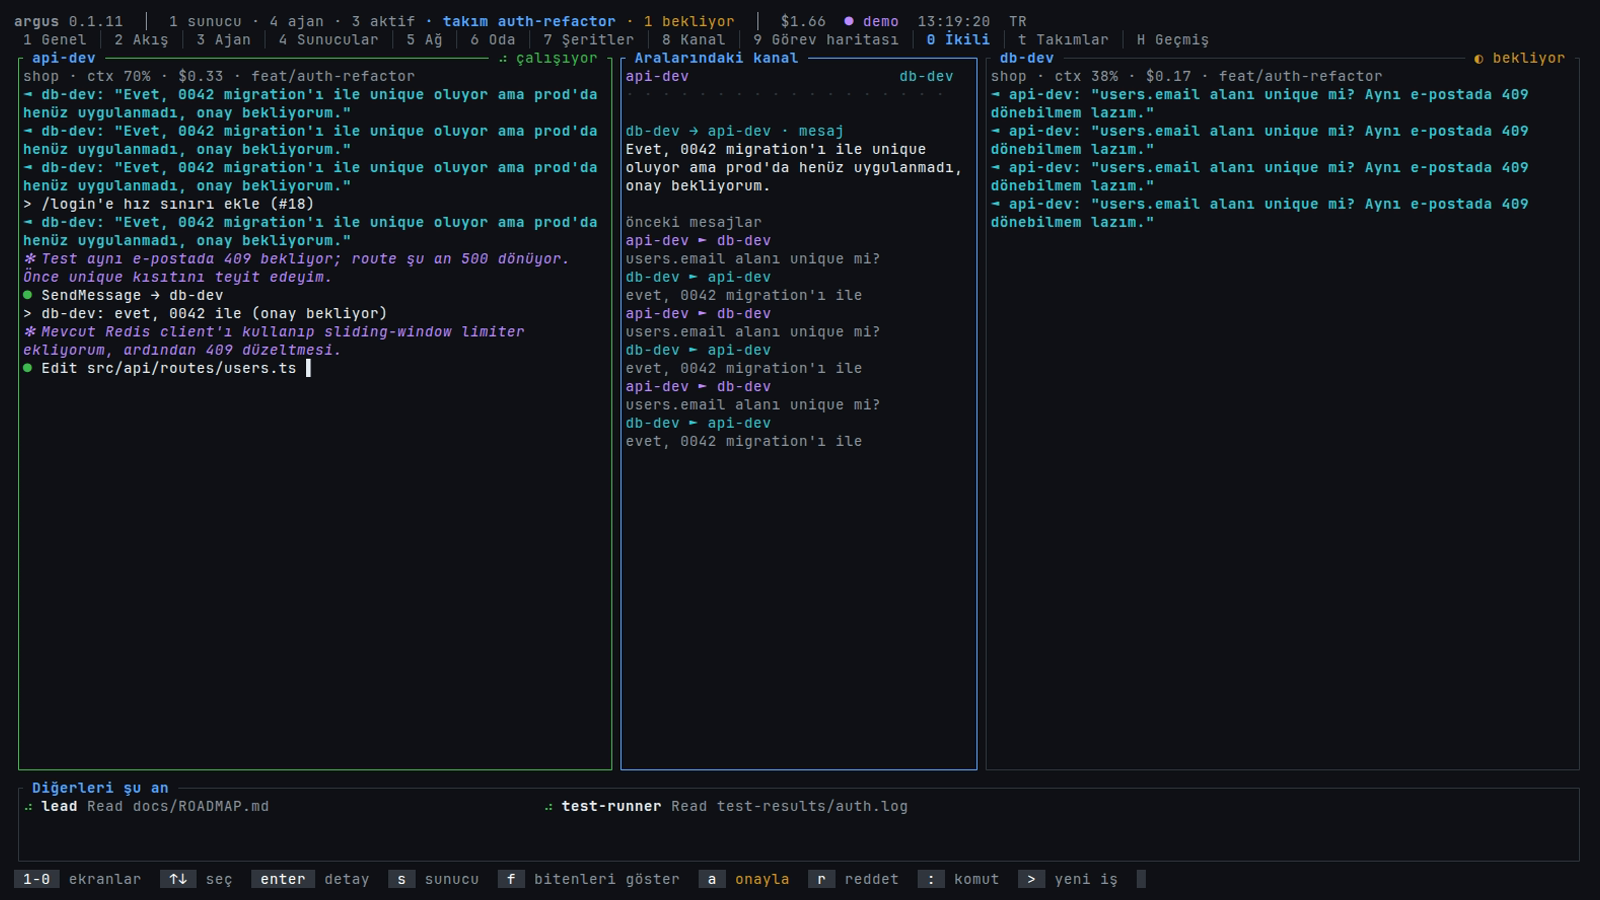 argus 0.1.11 │ 1 sunucu · 4 ajan · 3 aktif · takım auth-refactor · 1 bekliyor │ $1.66 ● demo 13:19:20 TR
1 Genel │ 2 Akış │ 3 Ajan │ 4 Sunucular │ 5 Ağ │ 6 Oda │ 7 Şeritler │ 8 Kanal │ 9 Görev haritası │ 0 İkili │ t Takımlar │ H Geçmiş
api-dev
çalışıyor
shop · ctx 70% · $0.33 · feat/auth-refactor
◄ db-dev: "Evet, 0042 migration'ı ile unique oluyor ama prod'da
henüz uygulanmadı, onay bekliyorum."
◄ db-dev: "Evet, 0042 migration'ı ile unique oluyor ama prod'da
henüz uygulanmadı, onay bekliyorum."
◄ db-dev: "Evet, 0042 migration'ı ile unique oluyor ama prod'da
henüz uygulanmadı, onay bekliyorum."
> /login'e hız sınırı ekle (#18)
◄ db-dev: "Evet, 0042 migration'ı ile unique oluyor ama prod'da
henüz uygulanmadı, onay bekliyorum."
✻ Test aynı e-postada 409 bekliyor; route şu an 500 dönüyor.
Önce unique kısıtını teyit edeyim.
● SendMessage → db-dev
> db-dev: evet, 0042 ile (onay bekliyor)
✻ Mevcut Redis client'ı kullanıp sliding-window limiter
ekliyorum, ardından 409 düzeltmesi.
● Edit src/api/routes/users.ts
Aralarındaki kanal
api-dev db-dev
db-dev → api-dev · mesaj
Evet, 0042 migration'ı ile unique
oluyor ama prod'da henüz uygulanmadı,
onay bekliyorum.
önceki mesajlar
api-dev ► db-dev
users.email alanı unique mi?
db-dev ► api-dev
evet, 0042 migration'ı ile
api-dev ► db-dev
users.email alanı unique mi?
db-dev ► api-dev
evet, 0042 migration'ı ile
api-dev ► db-dev
users.email alanı unique mi?
db-dev ► api-dev
evet, 0042 migration'ı ile
db-dev
◐ bekliyor
shop · ctx 38% · $0.17 · feat/auth-refactor
◄ api-dev: "users.email alanı unique mi? Aynı e-postada 409
dönebilmem lazım."
◄ api-dev: "users.email alanı unique mi? Aynı e-postada 409
dönebilmem lazım."
◄ api-dev: "users.email alanı unique mi? Aynı e-postada 409
dönebilmem lazım."
◄ api-dev: "users.email alanı unique mi? Aynı e-postada 409
dönebilmem lazım."
Diğerleri şu an
lead Read docs/ROADMAP.md
test-runner Read test-results/auth.log
1-0 ekranlar ↑↓ seç enter detay s sunucu f bitenleri göster a onayla r reddet : komut > yeni iş